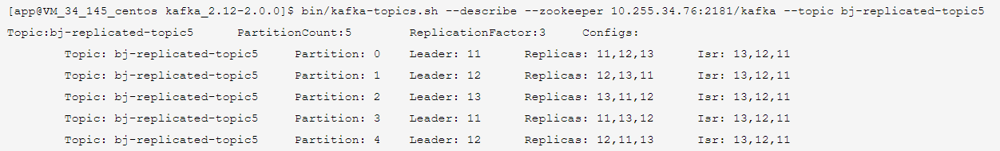 [app@VM_34_145_centos kafka_2.12-2.0.0]$ bin/kafka-topics.sh --describe --zookeeper 10.255.34.76:2181/kafka --topic bj-replicated-topic5
Topic:bj-replicated-topic5 PartitionCount:5 ReplicationFactor:3 Configs:
Topic: bj-replicated-topic5 Partition: 0 Leader: 11 Replicas: 11,12,13 Isr: 13,12,11
Topic: bj-replicated-topic5 Partition: 1 Leader: 12 Replicas: 12,13,11 Isr: 13,12,11
Topic: bj-replicated-topic5 Partition: 2 Leader: 13 Replicas: 13,11,12 Isr: 13,12,11
Topic: bj-replicated-topic5 Partition: 3 Leader: 11 Replicas: 11,13,12 Isr: 13,12,11
Topic: bj-replicated-topic5 Partition: 4 Leader: 12 Replicas: 12,11,13 Isr: 13,12,11